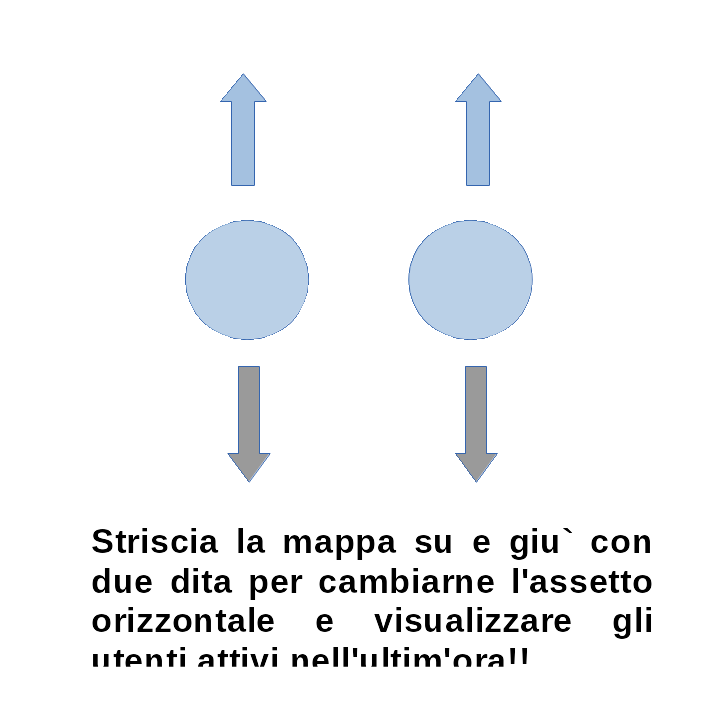 Striscia la mappa su e giu` con
due dita per cambiarne l'assetto
orizzontale e visualizzare gli
utenti attivi nell'ultim'ora!!